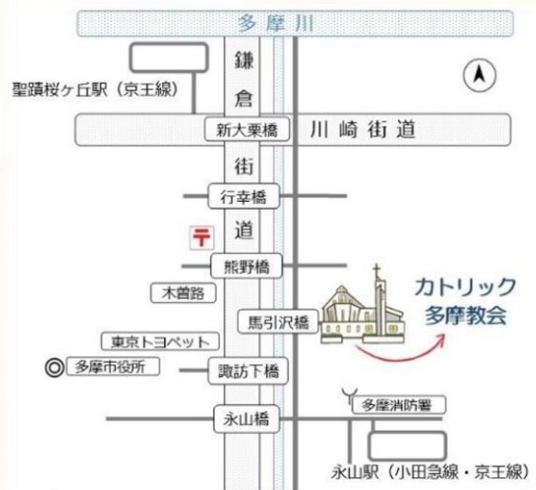 多摩川
鎌倉街道
聖蹟桜ヶ丘駅（京王線）
新大栗橋
川崎街道
行幸橋
〒
熊野橋
木曽路
馬引沢橋
カトリック
多摩教会
東京トヨペット
多摩市役所
諏訪下橋
多摩消防署
永山橋
永山駅（小田急線・京王線）